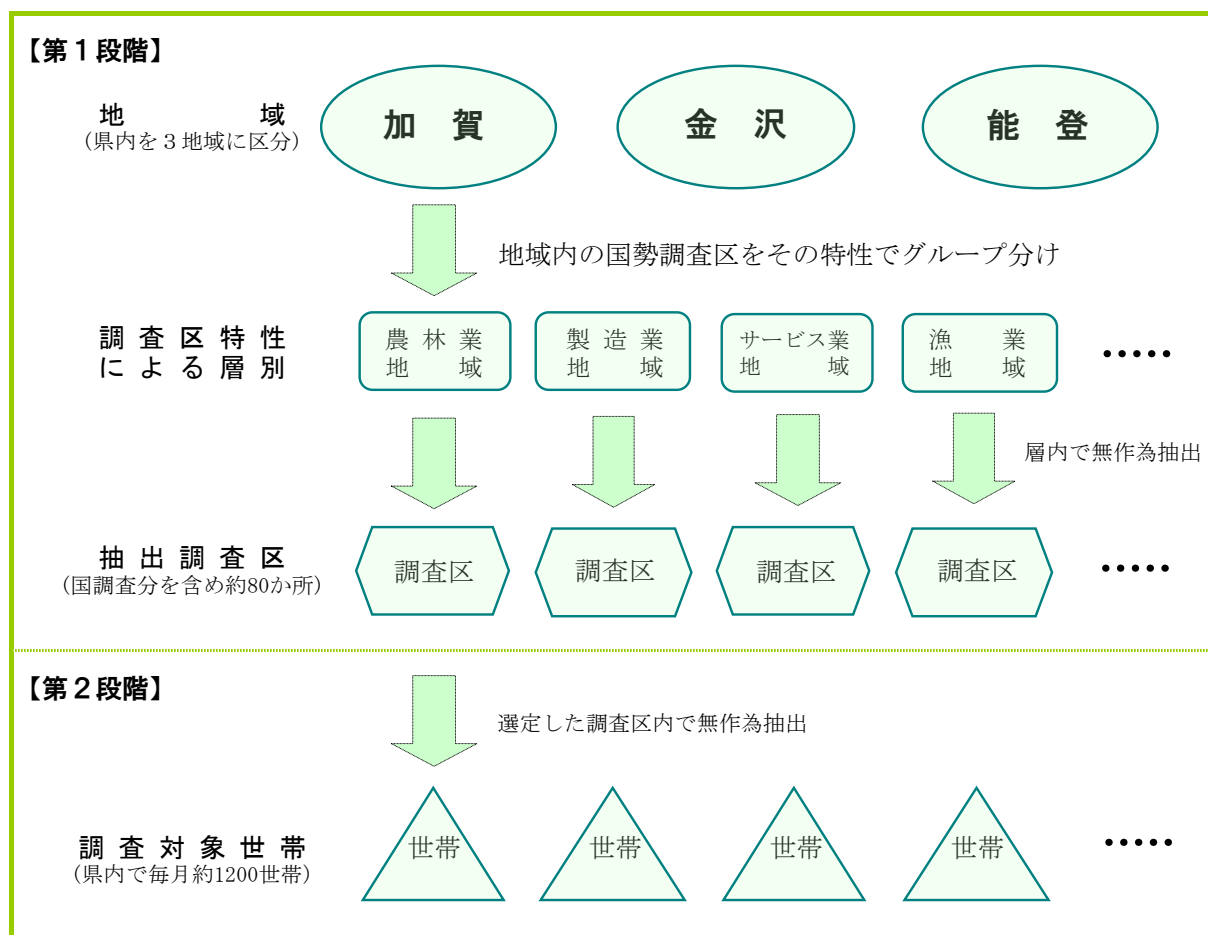 【第１段階】
地域
(県内を３地域に区分)
加賀
金沢
能登
地域内の国勢調査区をその特性でグループ分け
調査区特性
による層別
農林業
地域
製造業
地域
サービス業
地域
漁業
地域
•••••
層内で無作為抽出
抽出調査区
(国調査分を含め約80か所)
調査区
調査区
調査区
調査区
•••••
【第２段階】
選定した調査区内で無作為抽出
調査対象世帯
(県内で毎月約1200世帯)
世帯
世帯
世帯
世帯
•••••